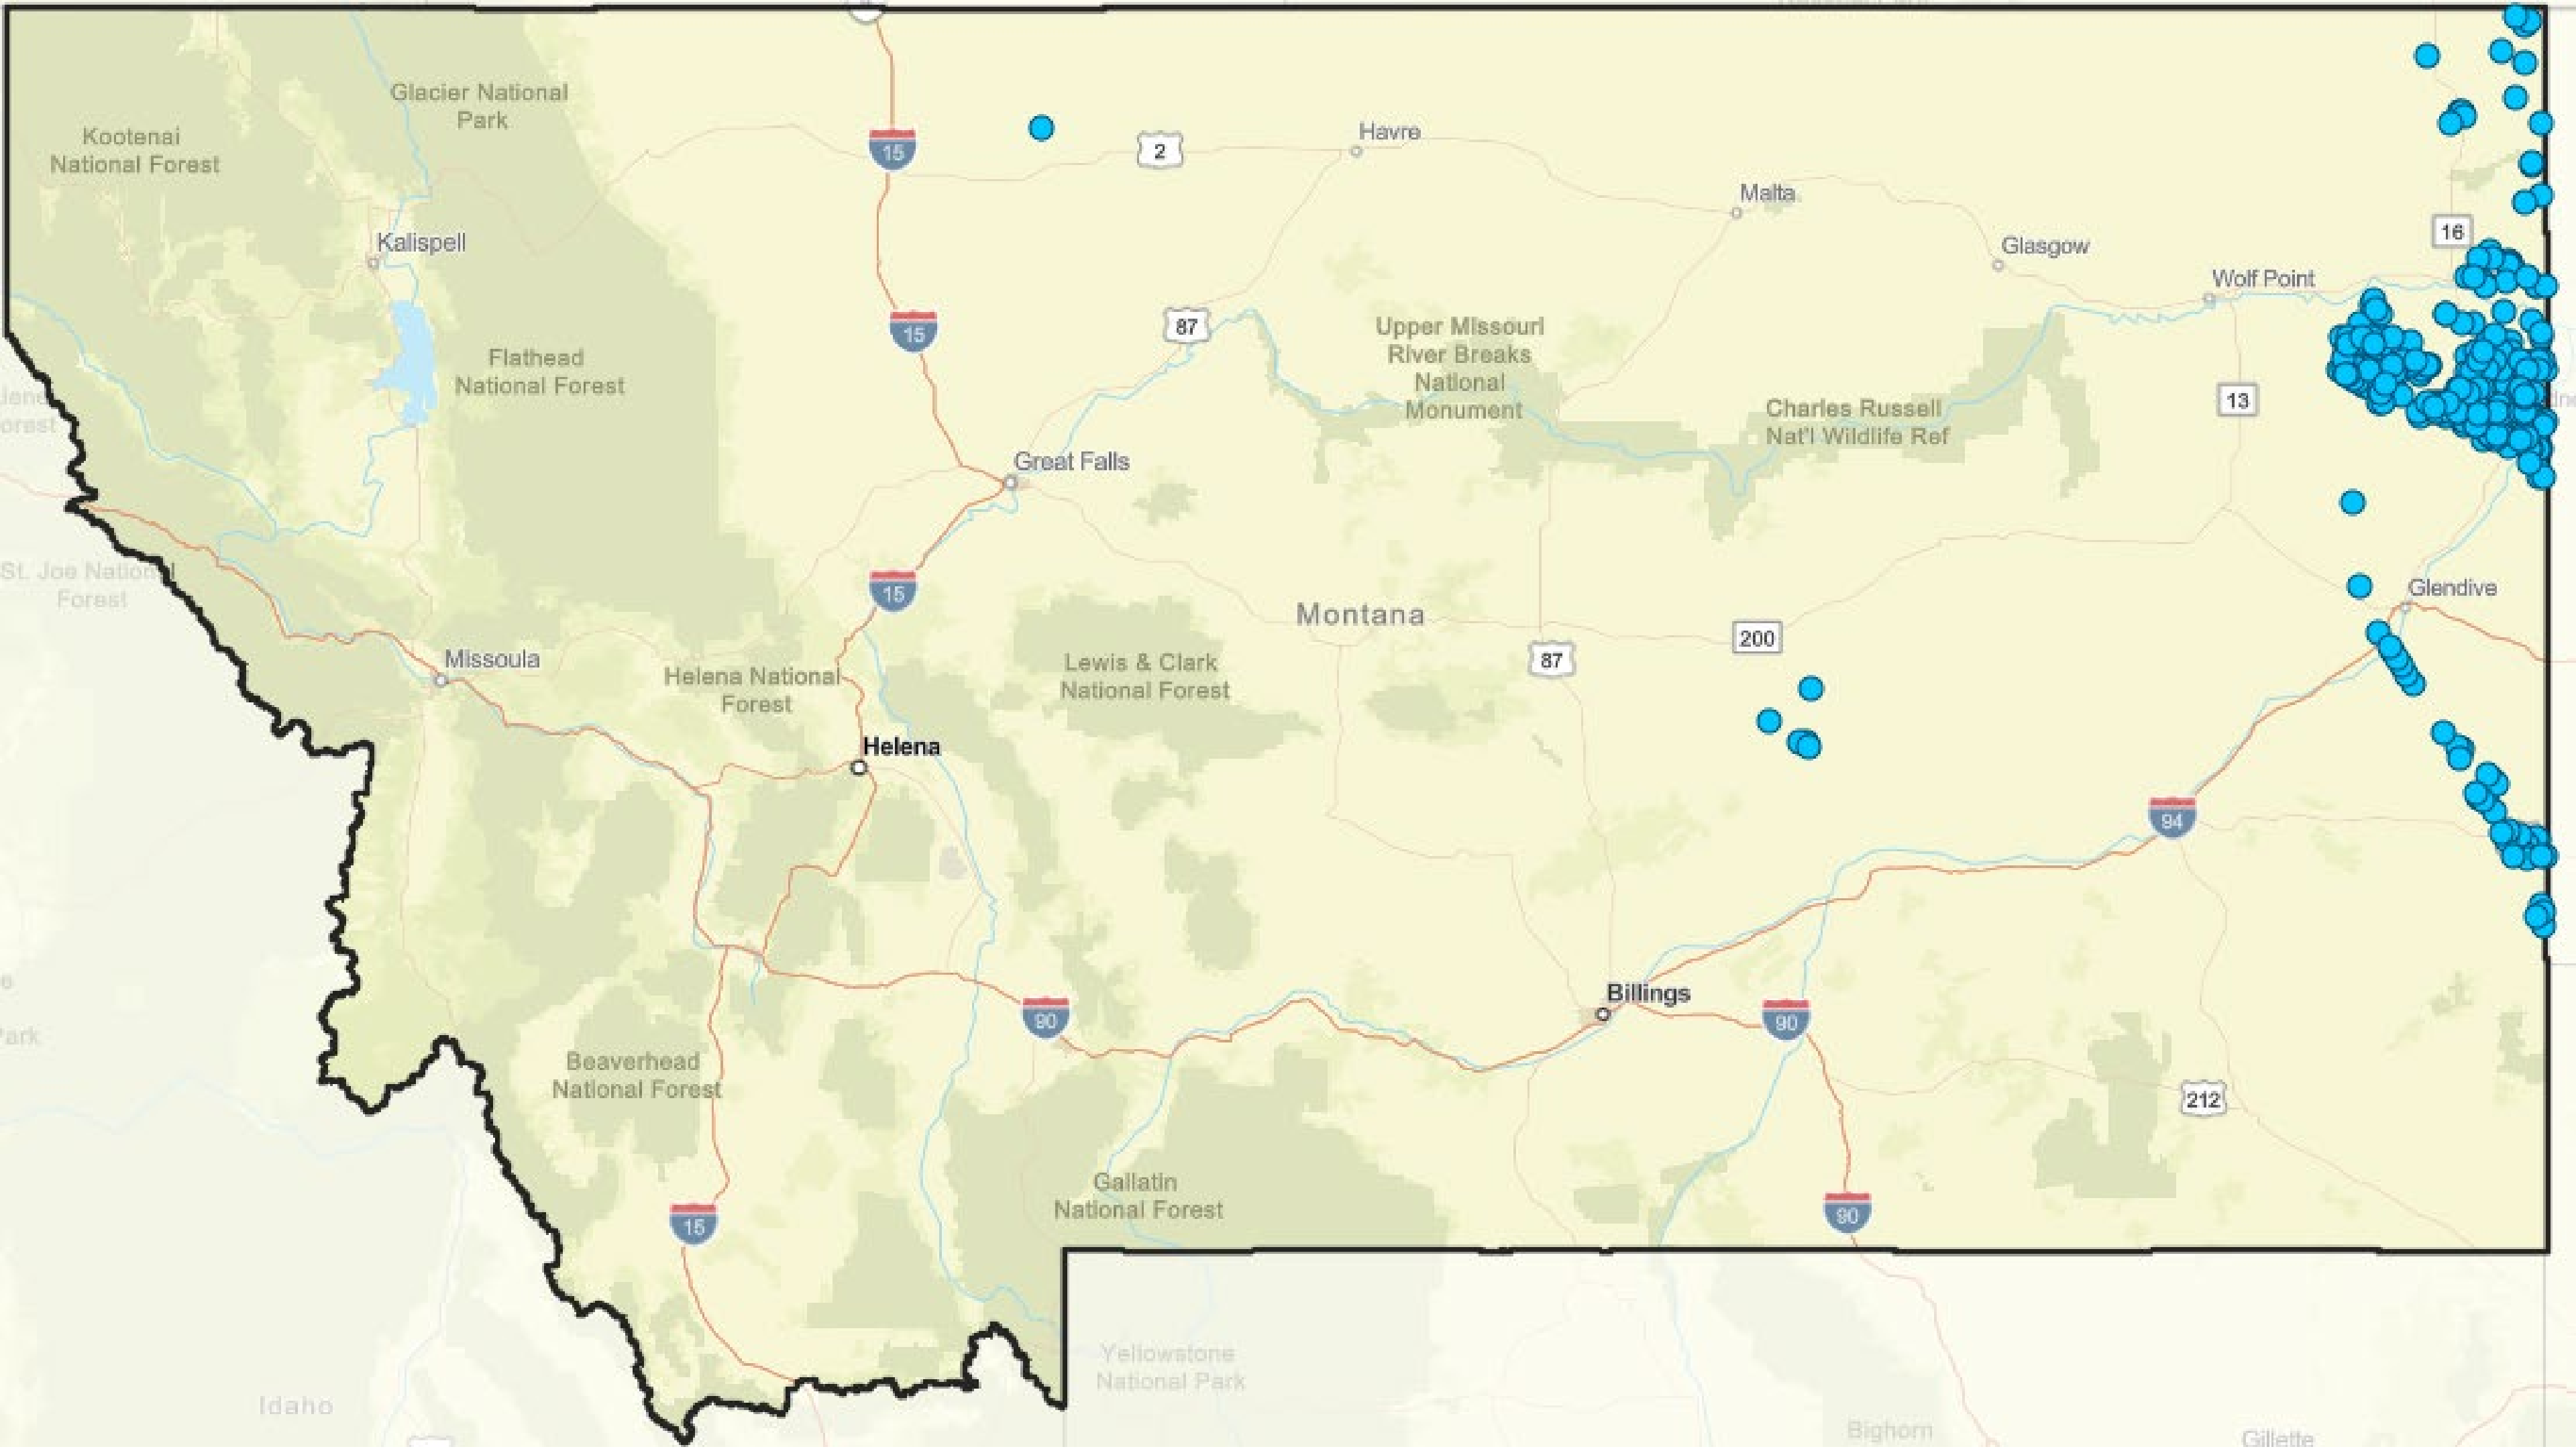 Glacier National
Park
Kootenai
National Forest
15
2
Havre
Malta
16
Kalispell
Glasgow
Wolf Point
15
87
Upper Missouri
River Breaks
National
Monument
Flathead
National Forest
13
Charles Russell
Nat'l Wildlife Ref
Great Falls
St. Joe National
Forest
15
Glendive
Montana
200
87
Missoula
Lewis & Clark
National Forest
Helena National
Forest
Helena
94
Billings
90
90
Park
Beaverhead
National Forest
212
Gallatin
National Forest
15
90
Yellowstone
National Park
Idaho
Bighorn
Gillette